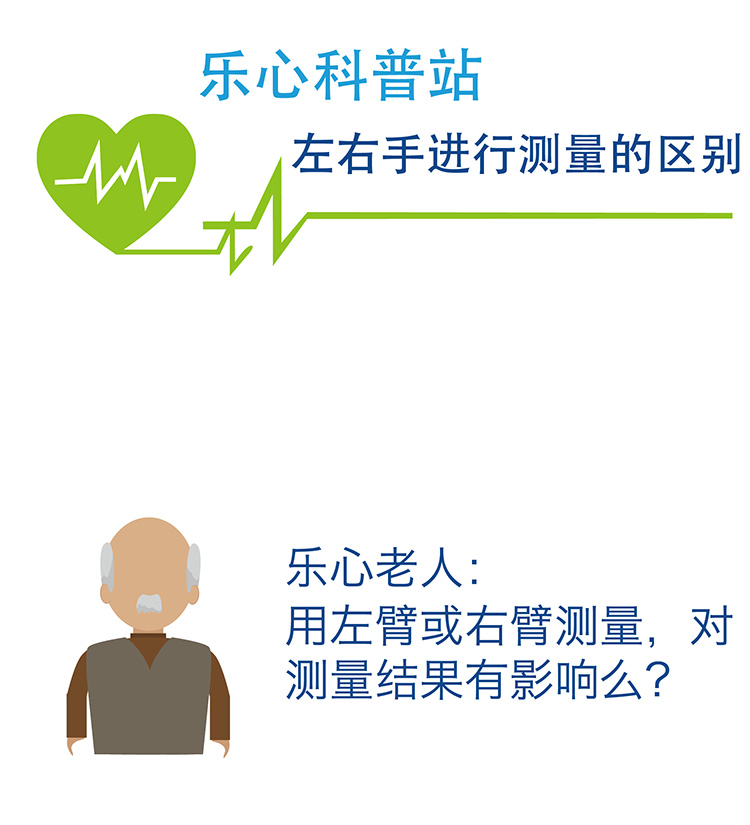 乐心科普站
左右手进行测量的区别
乐心老人：
用左臂或右臂测量，对
测量结果有影响么？